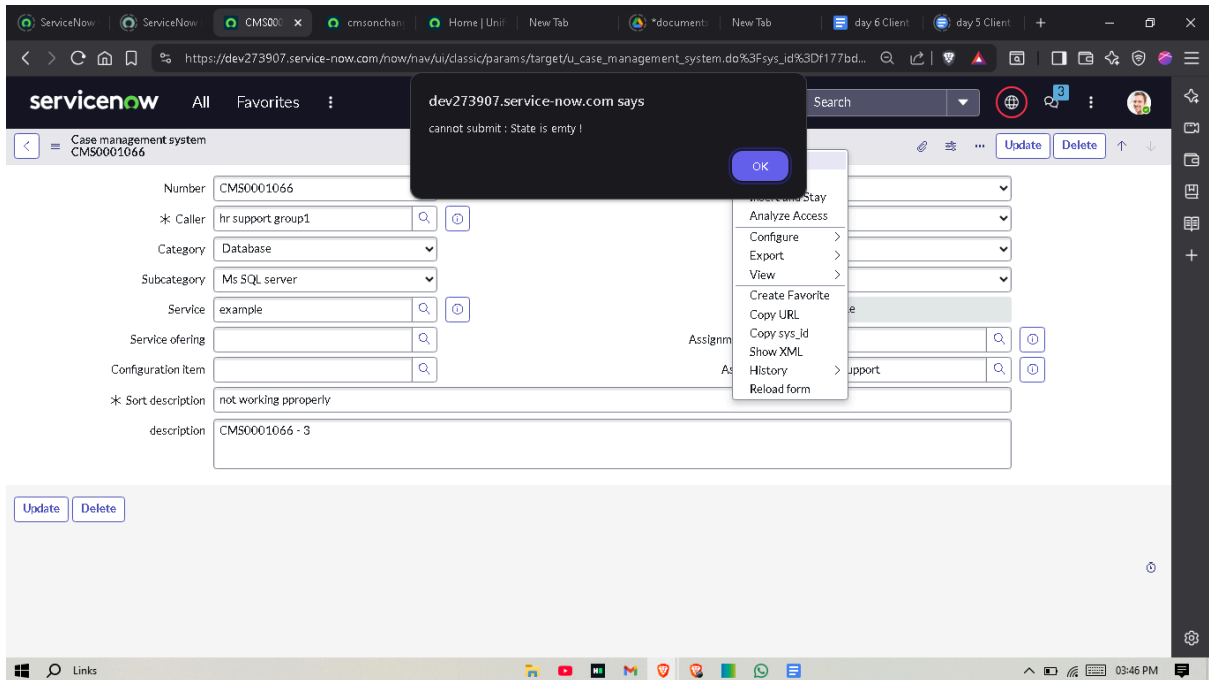 ServiceNow
ServiceNow
CMS000
cmsonchan
Home | Unif
New Tab
*document:
New Tab
day 6 Client
day 5 Client
https://dev273907.service-now.com/now/nav/ui/classic/params/target/u_case_management_system.do%3Fsys_id%3Df177bd...
servicenow
All
Favorites
Search
3
dev273907.service-now.com says
cannot submit : State is emty !
OK
Case management system
CMS0001066
Update
Delete
Number
CMS0001066
Caller
hr support group1
Category
Database
Subcategory
Ms SQL server
Service
example
Service ofering
Configuration item
Sort description
not working pproperly
description
CMS0001066 - 3
Insert and Stay
Analyze Access
Configure
Export
View
Create Favorite
Copy URL
Copy sys_id
Show XML
History
Reload form
e
Assignm
As
upport
Update
Delete
Links
03:46 PM